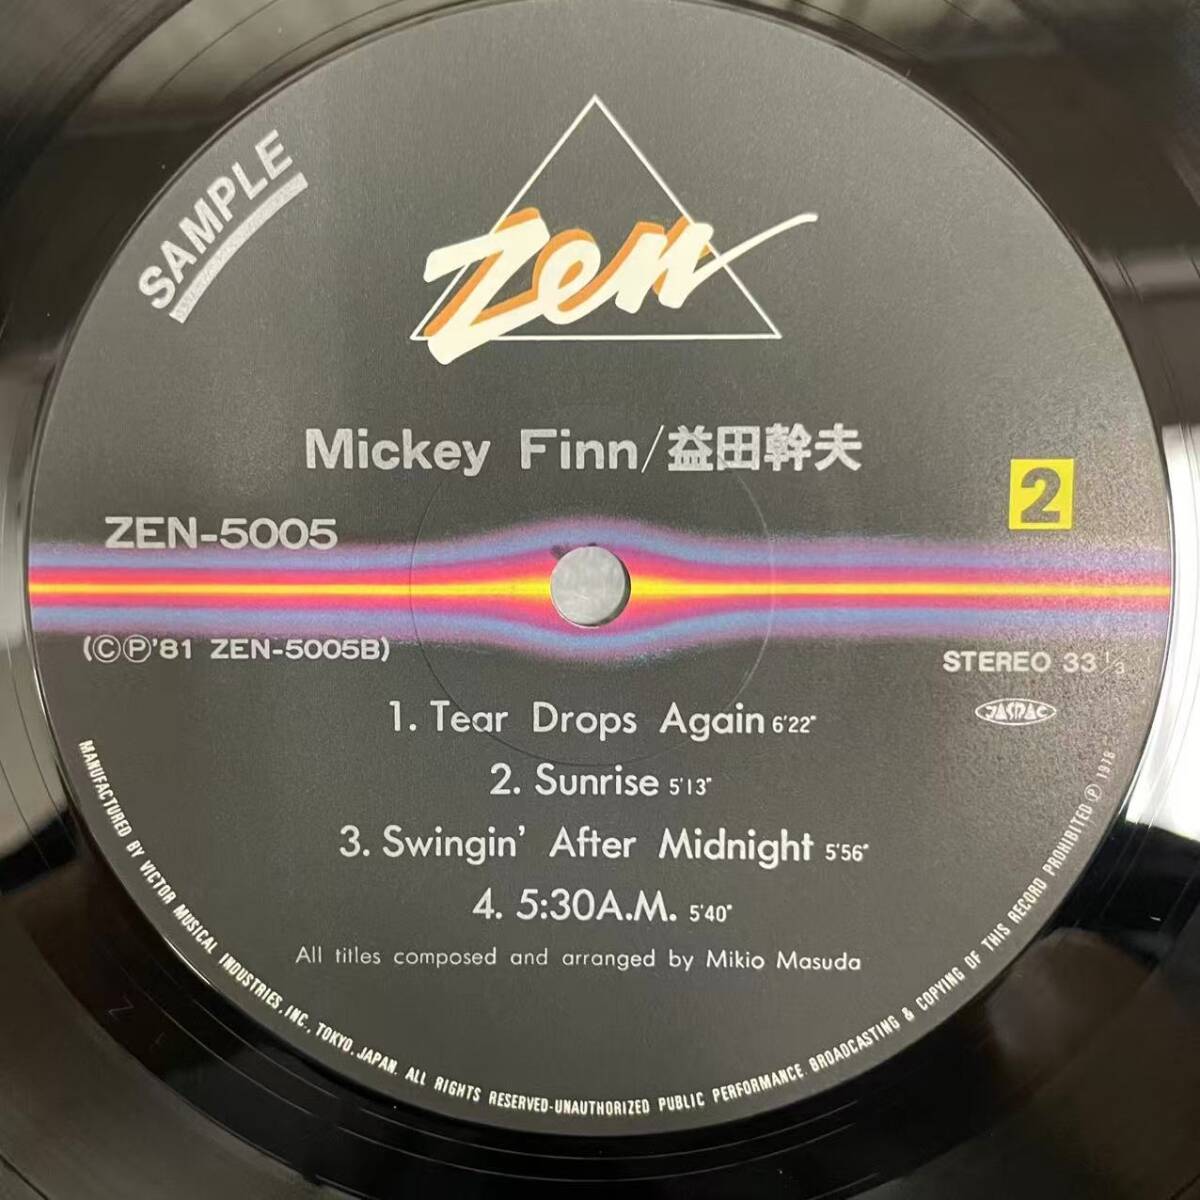 SAMPLE
Zen
Mickey Finn/益田幹夫
2
ZEN-5005
(ⒸⓅ'81 ZEN-5005B)
STEREO 33 1/3
JASRAC
1. Tear Drops Again 6'22"
2. Sunrise 5'13"
3. Swingin' After Midnight 5'56"
4. 5:30A.M. 5'40"
All titles composed and arranged by Mikio Masuda
MANUFACTURED BY VICTOR MUSICAL INDUSTRIES, INC., TOKYO, JAPAN. ALL RIGHTS RESERVED-UNAUTHORIZED PUBLIC PERFORMANCE. BROADCASTING & COPYING OF THIS RECORD PROHIBITED Ⓟ 1978